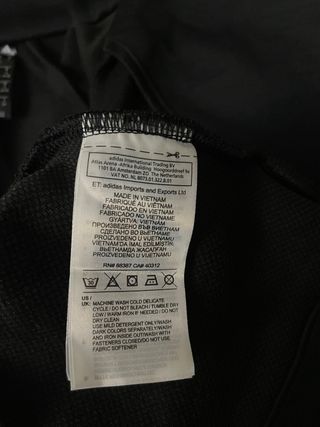 adidas International Trading BV
Atlas Arena -Afrika Building Hoogoorddreef 9a
1101 BA Amsterdam ZO The Netherlands
VAT NO. NL 8073.01.322.B.01
ET: adidas Imports and Exports Ltd
MADE IN VIETNAM
FABRIQUÉ AU VIETNAM
FABRICADO EN VIETNAM
FABRICADO NO VIETNAM
GYÁRTVA: VIETNAM
ПРОИЗВЕДЕНО ВЪВ ВИЕТНАМ
СДЕЛАНО ВО ВЬЕТНАМЕ
PROIZVEDENO U VIJETNAMU
VIETNAM'DA İMAL EDİLMİŞTİR.
ВЬЕТНАМДА ЖАСАЛҒАН
PROIZVEDENO U VIJETNAMU
RN# 88387 CA# 40312
30
US /
UK: MACHINE WASH COLD DELICATE
CYCLE / DO NOT BLEACH / TUMBLE DRY
LOW / WARM IRON IF NEEDED / DO NOT
DRY CLEAN
USE MILD DETERGENT ONLY/WASH
DARK COLORS SEPARATELY/WASH
AND IRON INSIDE OUT/WASH WITH
FASTENERS CLOSED/DO NOT USE
FABRIC SOFTENER